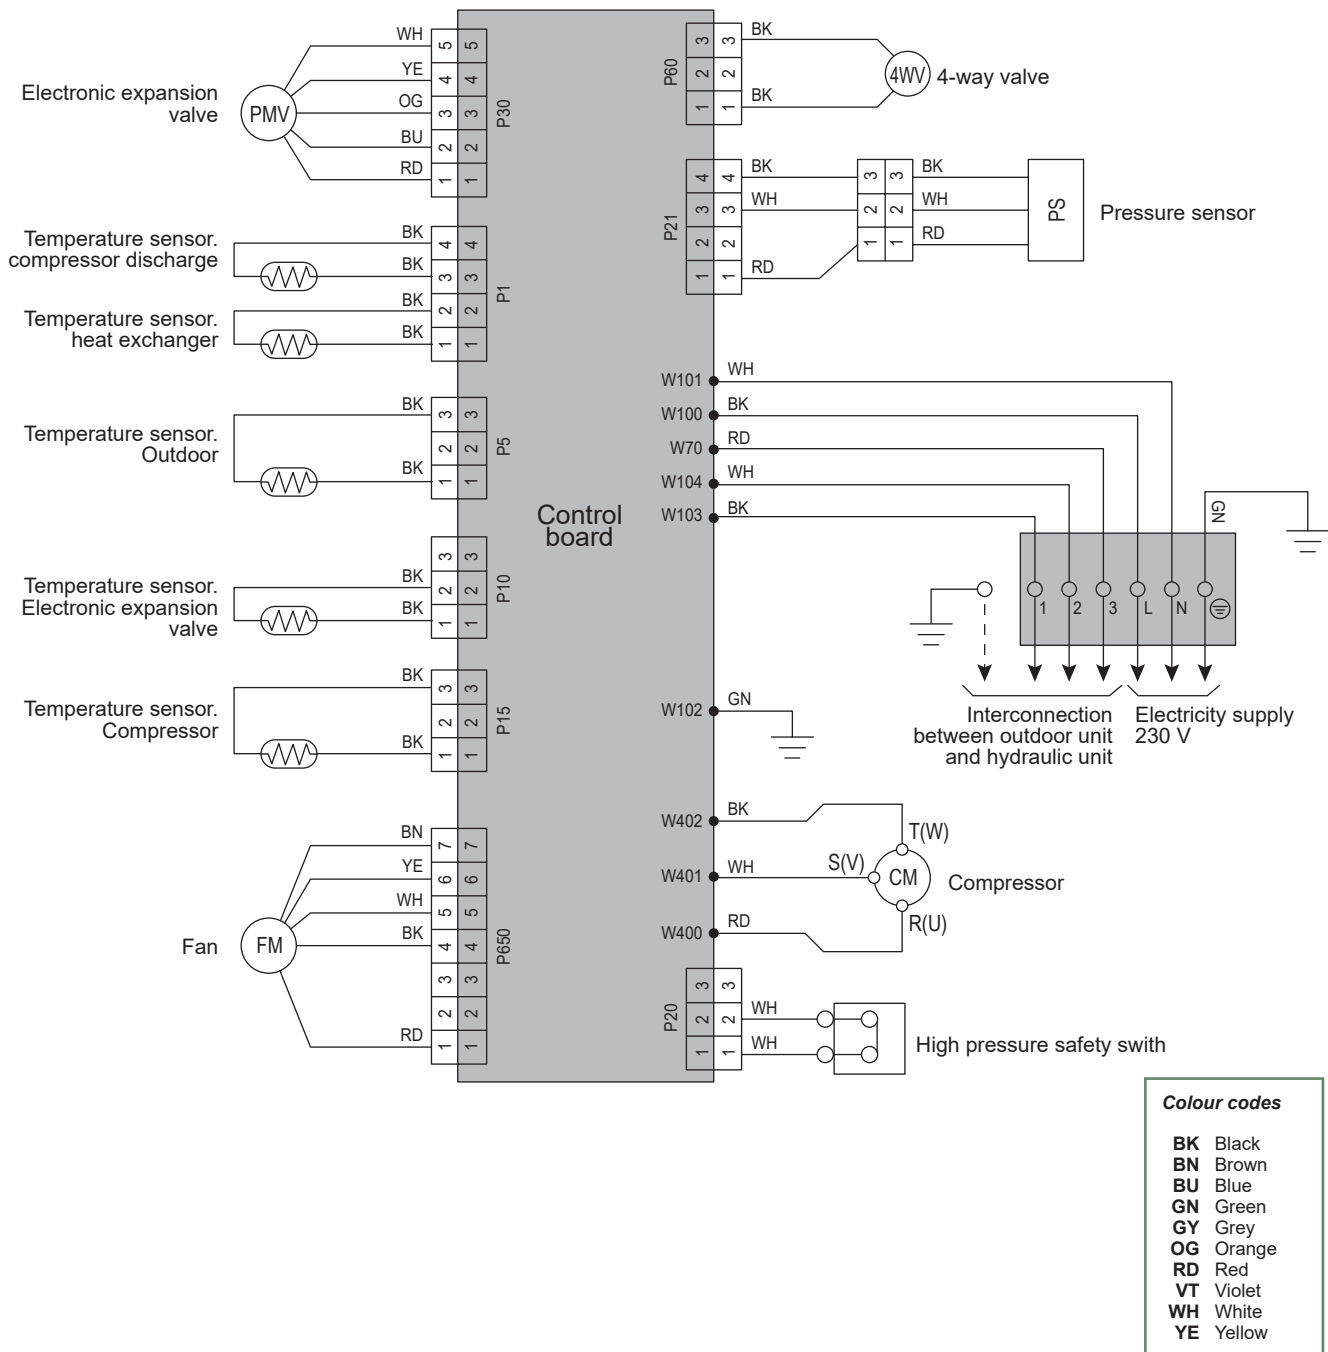 Electronic expansion
valve
PMV
WH
YE
OG
BU
RD
5 5
4 4
3 3
2 2
1 1
P30
Temperature sensor.
compressor discharge
BK
BK
Temperature sensor.
heat exchanger
BK
BK
4 4
3 3
2 2
1 1
P1
Temperature sensor.
Outdoor
BK
BK
3 3
2 2
1 1
P5
Temperature sensor.
Electronic expansion
valve
BK
BK
3 3
2 2
1 1
P10
Temperature sensor.
Compressor
BK
BK
3 3
2 2
1 1
P15
Fan
FM
BN
YE
WH
BK
RD
7 7
6 6
5 5
4 4
3 3
2 2
1 1
P650
Control
board
P60
3 3
2 2
1 1
BK
BK
4WV
4-way valve
P21
4 4
3 3
2 2
1 1
BK
WH
RD
3 3
2 2
1 1
BK
WH
RD
PS
Pressure sensor
W101
WH
W100
BK
W70
RD
W104
WH
W103
BK
GN
1
2
3
L
N
Interconnection
between outdoor unit
and hydraulic unit
Electricity supply
230 V
W102
GN
W402
BK
T(W)
W401
WH
S(V)
CM
Compressor
W400
RD
R(U)
P20
3 3
2 2
1 1
WH
WH
High pressure safety swith
Colour codes
BK Black
BN Brown
BU Blue
GN Green
GY Grey
OG Orange
RD Red
VT Violet
WH White
YE Yellow